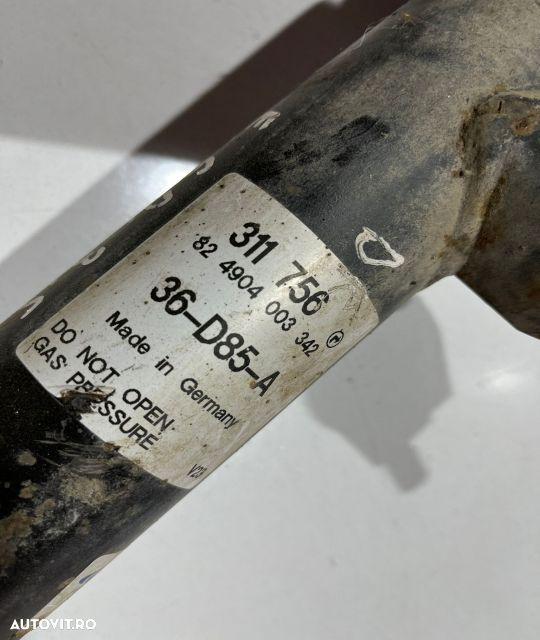 311 756
82 4904 003 342
36-D85-A
Made in Germany
DO NOT OPEN
GAS PRESSURE
AUTOVIT.RO